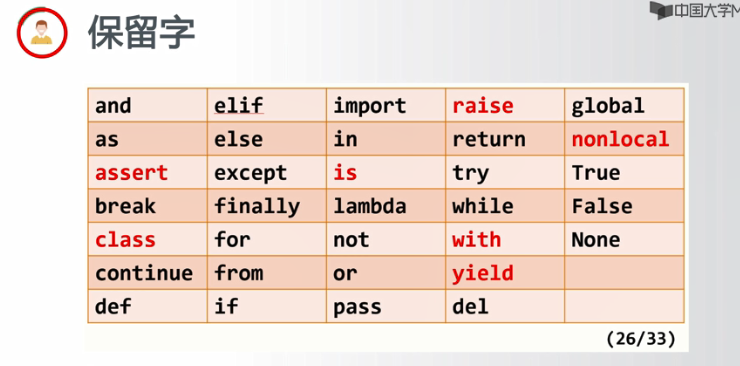 中国大学M
保留字
and elif import raise global
as else in return nonlocal
assert except is try True
break finally lambda while False
class for not with None
continue from or yield
def if pass del
(26/33)